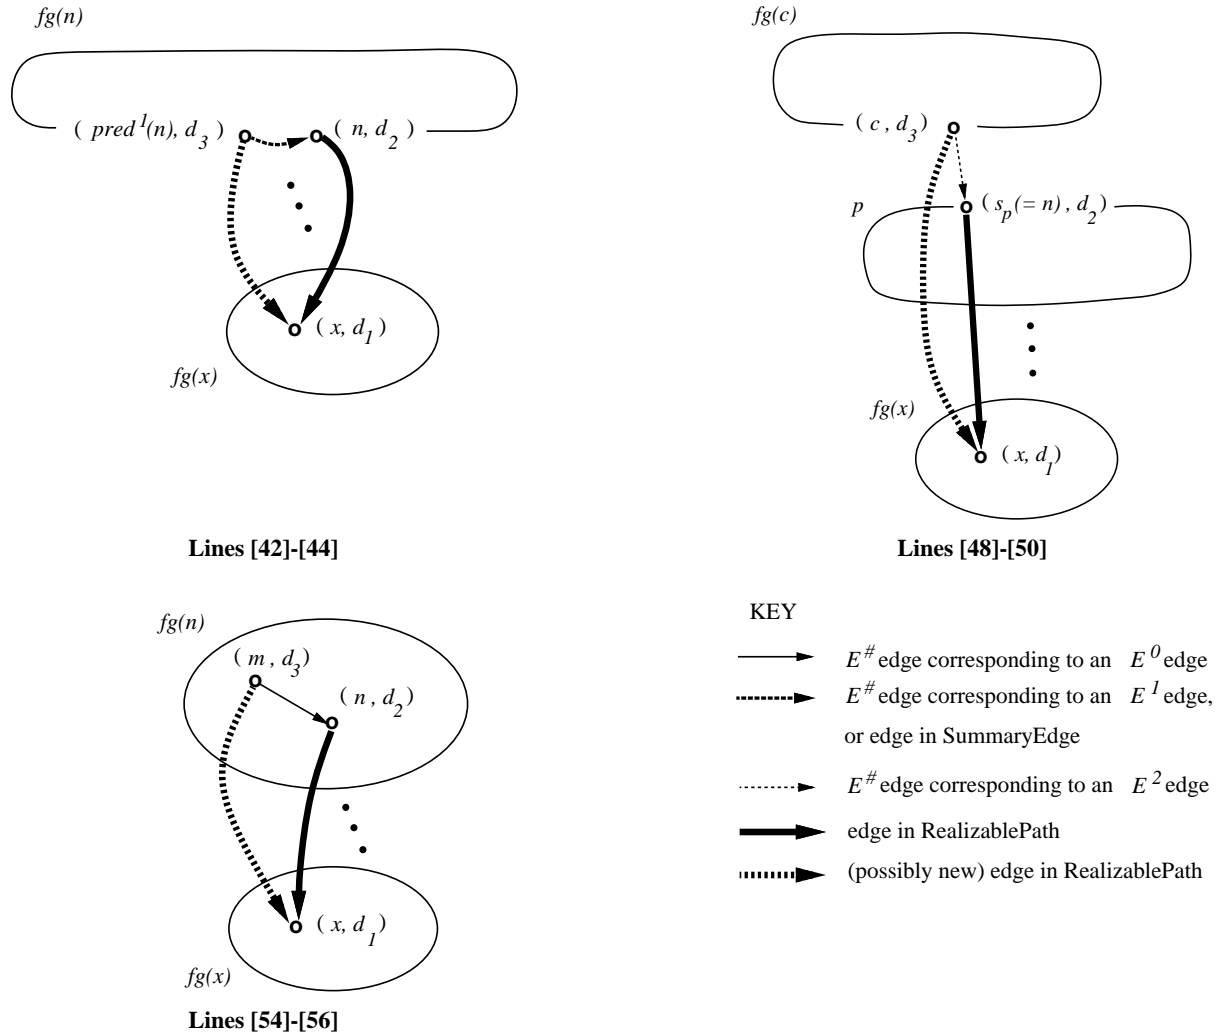 fg(n)
( pred^1(n), d_3 )
( n, d_2 )
( x, d_1 )
fg(x)
Lines [42]-[44]
fg(c)
( c , d_3 )
p
( s_p (= n) , d_2 )
fg(x)
( x, d_1 )
Lines [48]-[50]
fg(n)
( m , d_3 )
( n , d_2 )
( x, d_1 )
fg(x)
Lines [54]-[56]
KEY
E^# edge corresponding to an E^0 edge
E^# edge corresponding to an E^1 edge,
or edge in SummaryEdge
E^# edge corresponding to an E^2 edge
edge in RealizablePath
(possibly new) edge in RealizablePath